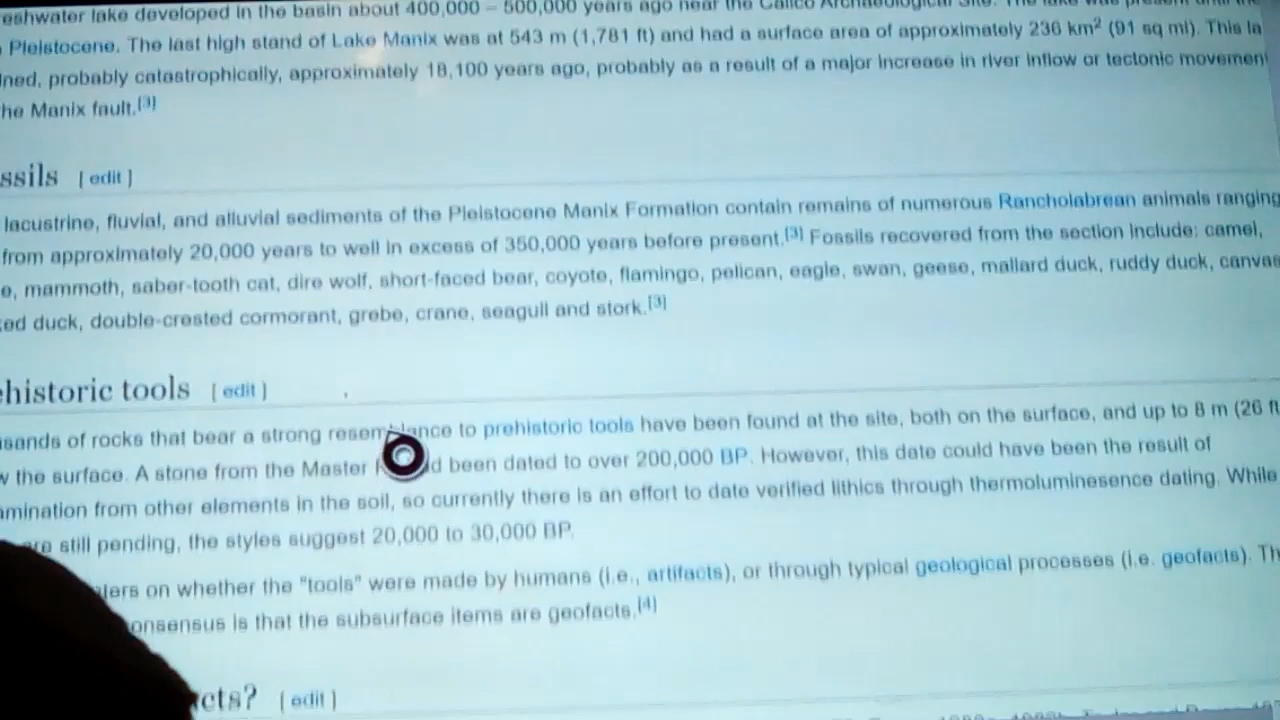 eshwater lake developed in the basin about 400,000 – 500,000 years ago near the Calico Archaeological Site. The lake was present until the
Pleistocene. The last high stand of Lake Manix was at 543 m (1,781 ft) and had a surface area of approximately 236 km² (91 sq mi). This la
ned, probably catastrophically, approximately 18,100 years ago, probably as a result of a major increase in river inflow or tectonic movement
he Manix fault.[3]
ssils [ edit ]
lacustrine, fluvial, and alluvial sediments of the Pleistocene Manix Formation contain remains of numerous Rancholabrean animals ranging
from approximately 20,000 years to well in excess of 350,000 years before present.[3] Fossils recovered from the section include: camel,
e, mammoth, saber-tooth cat, dire wolf, short-faced bear, coyote, flamingo, pelican, eagle, swan, geese, mallard duck, ruddy duck, canvas
ed duck, double-crested cormorant, grebe, crane, seagull and stork.[3]
ehistoric tools [ edit ]
sands of rocks that bear a strong resemblance to prehistoric tools have been found at the site, both on the surface, and up to 8 m (26 ft
w the surface. A stone from the Master d been dated to over 200,000 BP. However, this date could have been the result of
amination from other elements in the soil, so currently there is an effort to date verified lithics through thermoluminesence dating. While
are still pending, the styles suggest 20,000 to 30,000 BP.
ters on whether the "tools" were made by humans (i.e., artifacts), or through typical geological processes (i.e. geofacts). Th
onsensus is that the subsurface items are geofacts.[4]
cts? [ edit ]